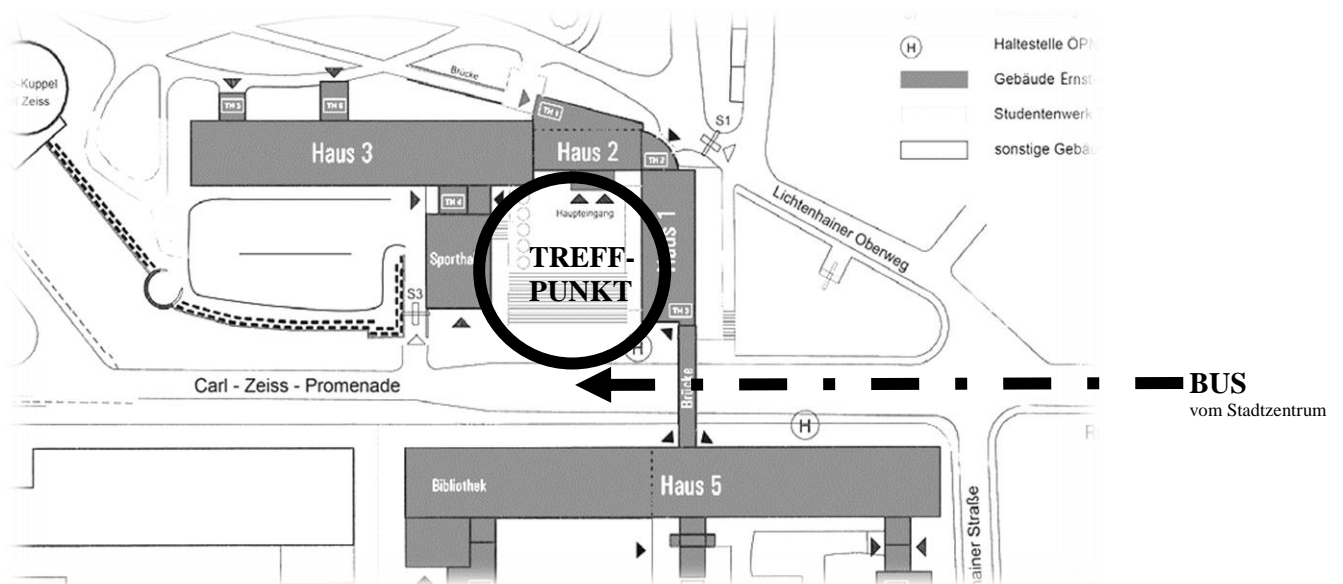 H
Haltestelle ÖPN
Gebäude Ernst-
Studentenwerk
sonstige Gebäu
-Kuppel
Zeiss
Brücke
TH 5
TH 6
TH 1
S1
Haus 3
Haus 2
TH 2
TH 4
Haupteingang
Haus 1
Lichtenhainer Oberweg
Sporthal
TREFF-
PUNKT
S3
TH 3
H
Carl - Zeiss - Promenade
Brücke
BUS
vom Stadtzentrum
H
R
Bibliothek
Haus 5
hainer Straße